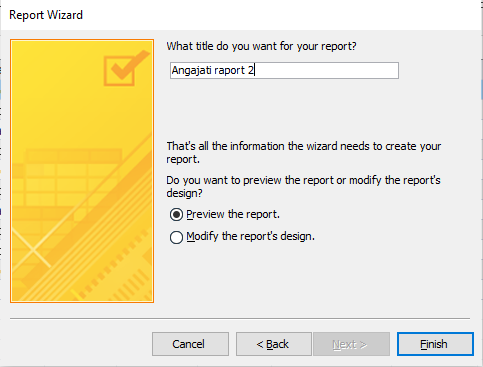 Report Wizard
What title do you want for your report?
Angajati raport 2
That's all the information the wizard needs to create your
report.
Do you want to preview the report or modify the report's
design?
Preview the report.
Modify the report's design.
Cancel
< Back
Next >
Finish